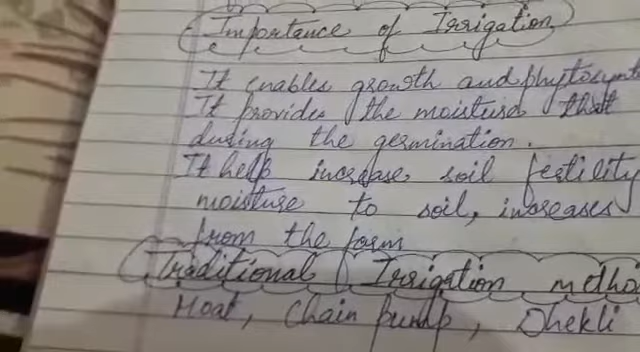 Importance of Irrigation
It enables growth and phytosynt
It provides the moisture that
during the germination.
It help increase soil fertility
moisture to soil, increases
from the farm
Traditional Irrigation metho
Moat, Chain pump, Dhekli